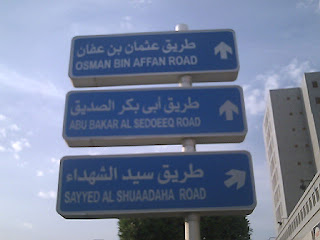 طريق عثمان بن عفان
OSMAN BIN AFFAN ROAD
طريق أبي بكر الصديق
ABU BAKAR AL SEDOEEQ ROAD
طريق سيد الشهداء
SAYYED AL SHUAADAHA ROAD